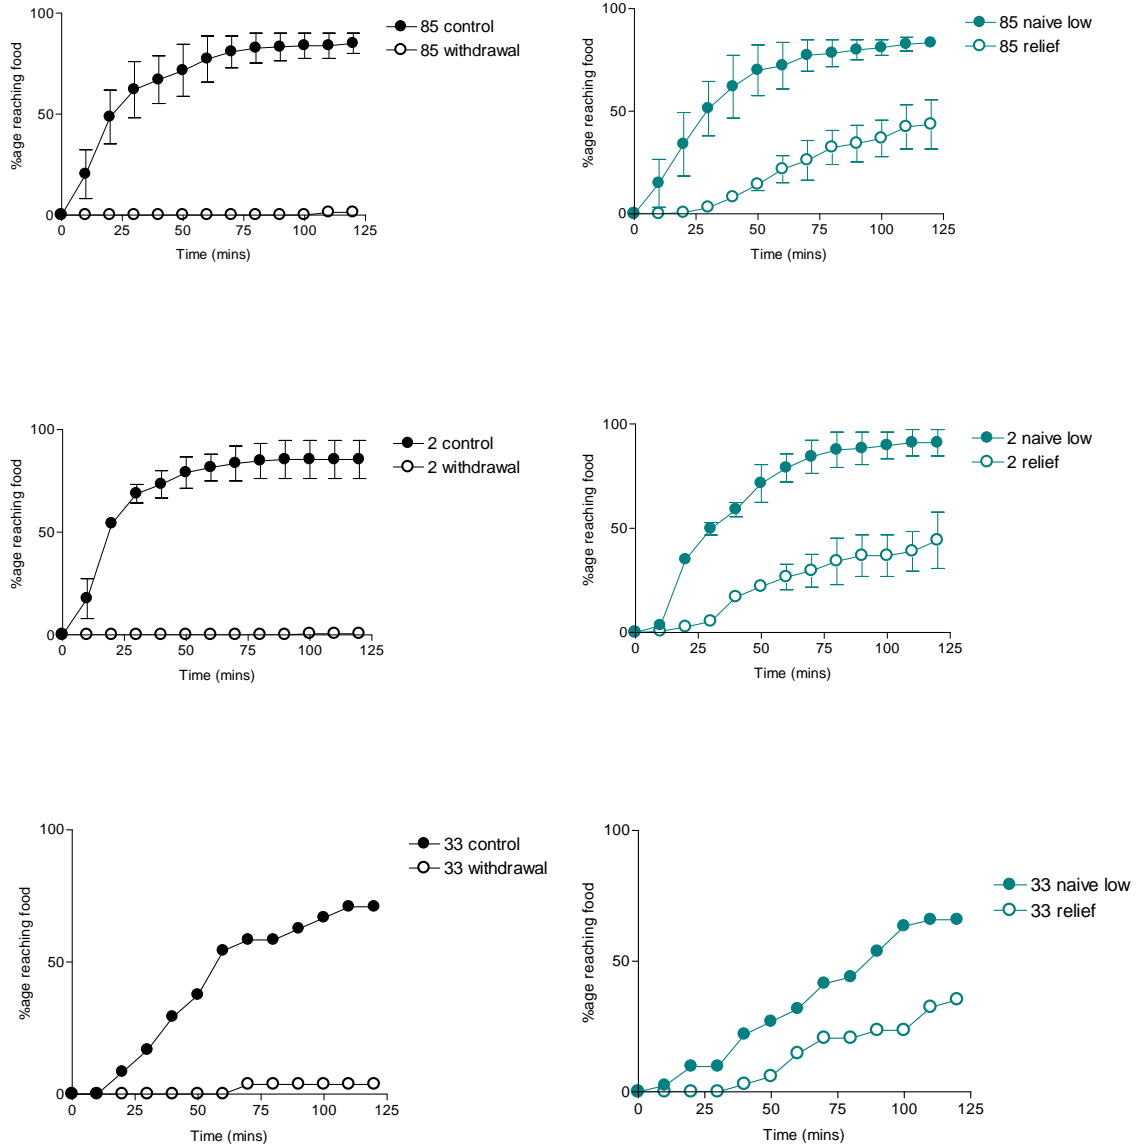 100
50
0
%age reaching food
0 25 50 75 100 125
Time (mins)
85 control
85 withdrawal
100
50
0
%age reaching food
0 25 50 75 100 125
Time (mins)
85 naive low
85 relief
100
50
0
%age reaching food
0 25 50 75 100 125
Time (mins)
2 control
2 withdrawal
100
50
0
%age reaching food
0 25 50 75 100 125
Time (mins)
2 naive low
2 relief
100
50
0
%age reaching food
0 25 50 75 100 125
Time (mins)
33 control
33 withdrawal
100
50
0
%age reaching food
0 25 50 75 100 125
Time (mins)
33 naive low
33 relief